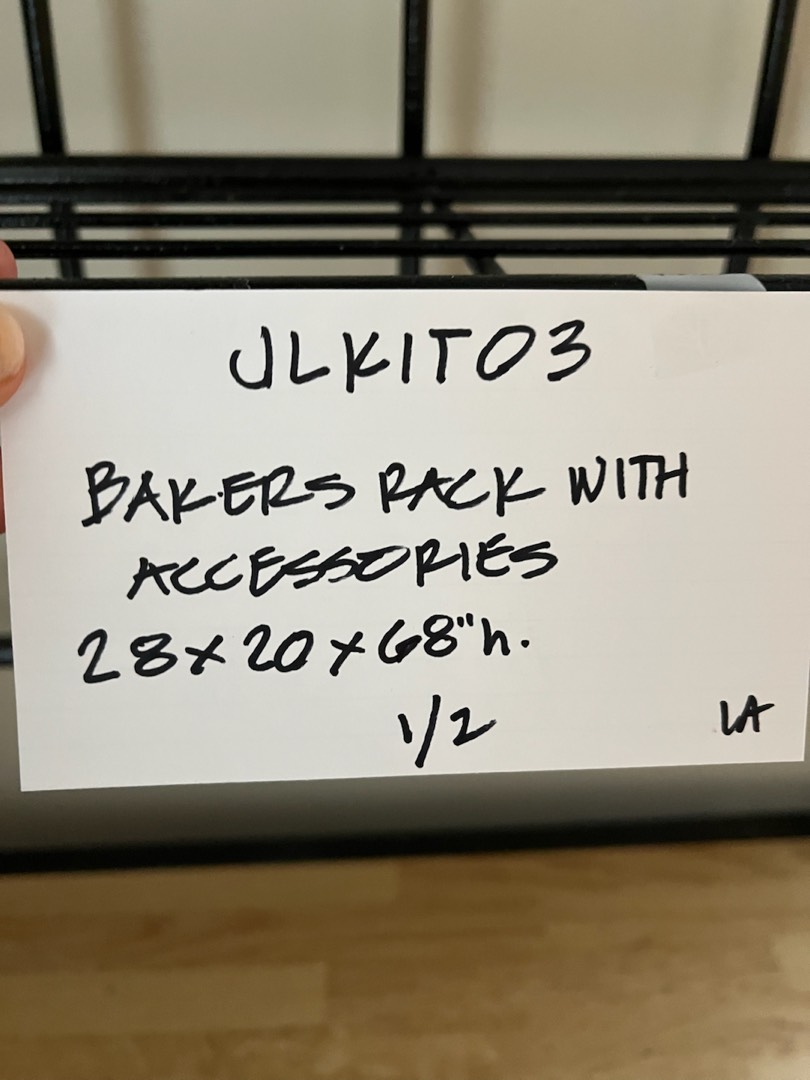 JLKIT03
BAKERS RACK WITH
ACCESSORIES
28x20x68"h.
1/2
LA